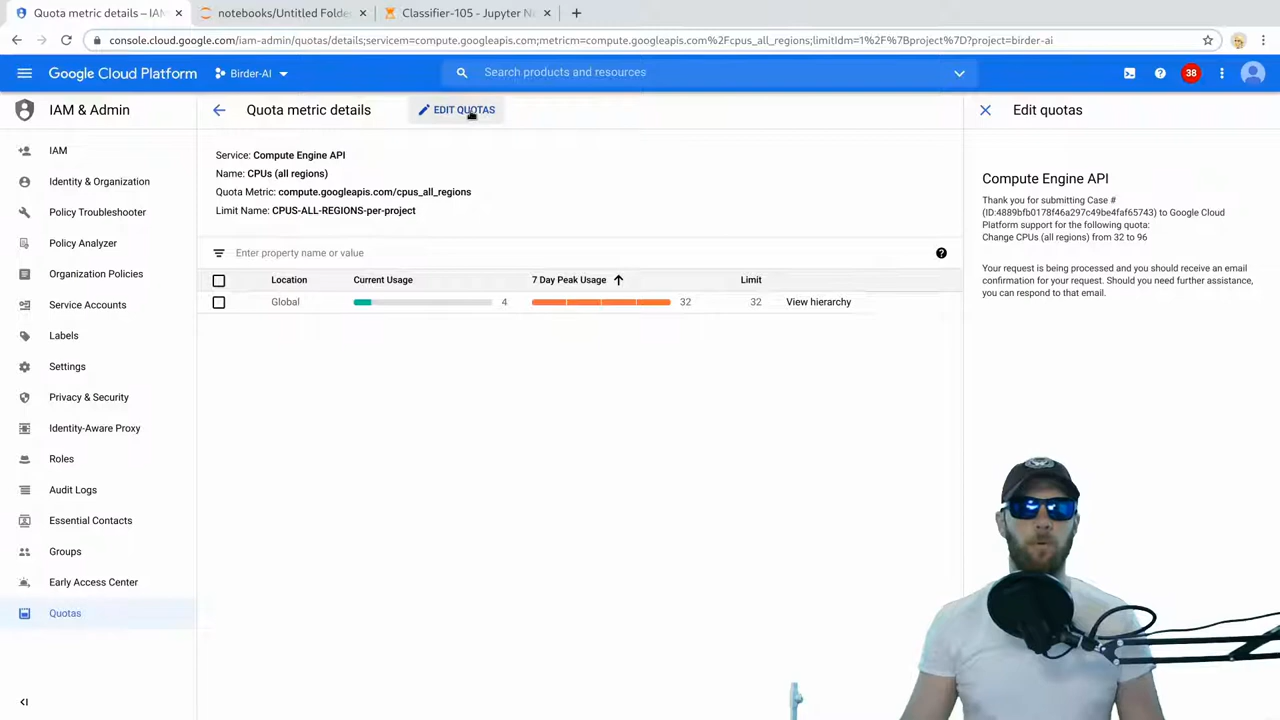 Quota metric details – IAM
notebooks/Untitled Folde
Classifier-105 - Jupyter N
console.cloud.google.com/iam-admin/quotas/details;servicem=compute.googleapis.com;metricm=compute.googleapis.com%2Fcpus_all_regions;limitIdm=1%2F%7Bproject%7D?project=birder-ai
Google Cloud Platform
Birder-AI
Search products and resources
38
IAM & Admin
Quota metric details
EDIT QUOTAS
Edit quotas
IAM
Identity & Organization
Policy Troubleshooter
Policy Analyzer
Organization Policies
Service Accounts
Labels
Settings
Privacy & Security
Identity-Aware Proxy
Roles
Audit Logs
Essential Contacts
Groups
Early Access Center
Quotas
Service: Compute Engine API
Name: CPUs (all regions)
Quota Metric: compute.googleapis.com/cpus_all_regions
Limit Name: CPUS-ALL-REGIONS-per-project
Enter property name or value
Location Current Usage 7 Day Peak Usage Limit
Global 4 32 32 View hierarchy
Compute Engine API
Thank you for submitting Case #
(ID:4889bfb0178f46a297c49be4faf65743) to Google Cloud
Platform support for the following quota:
Change CPUs (all regions) from 32 to 96
Your request is being processed and you should receive an email
confirmation for your request. Should you need further assistance,
you can respond to that email.